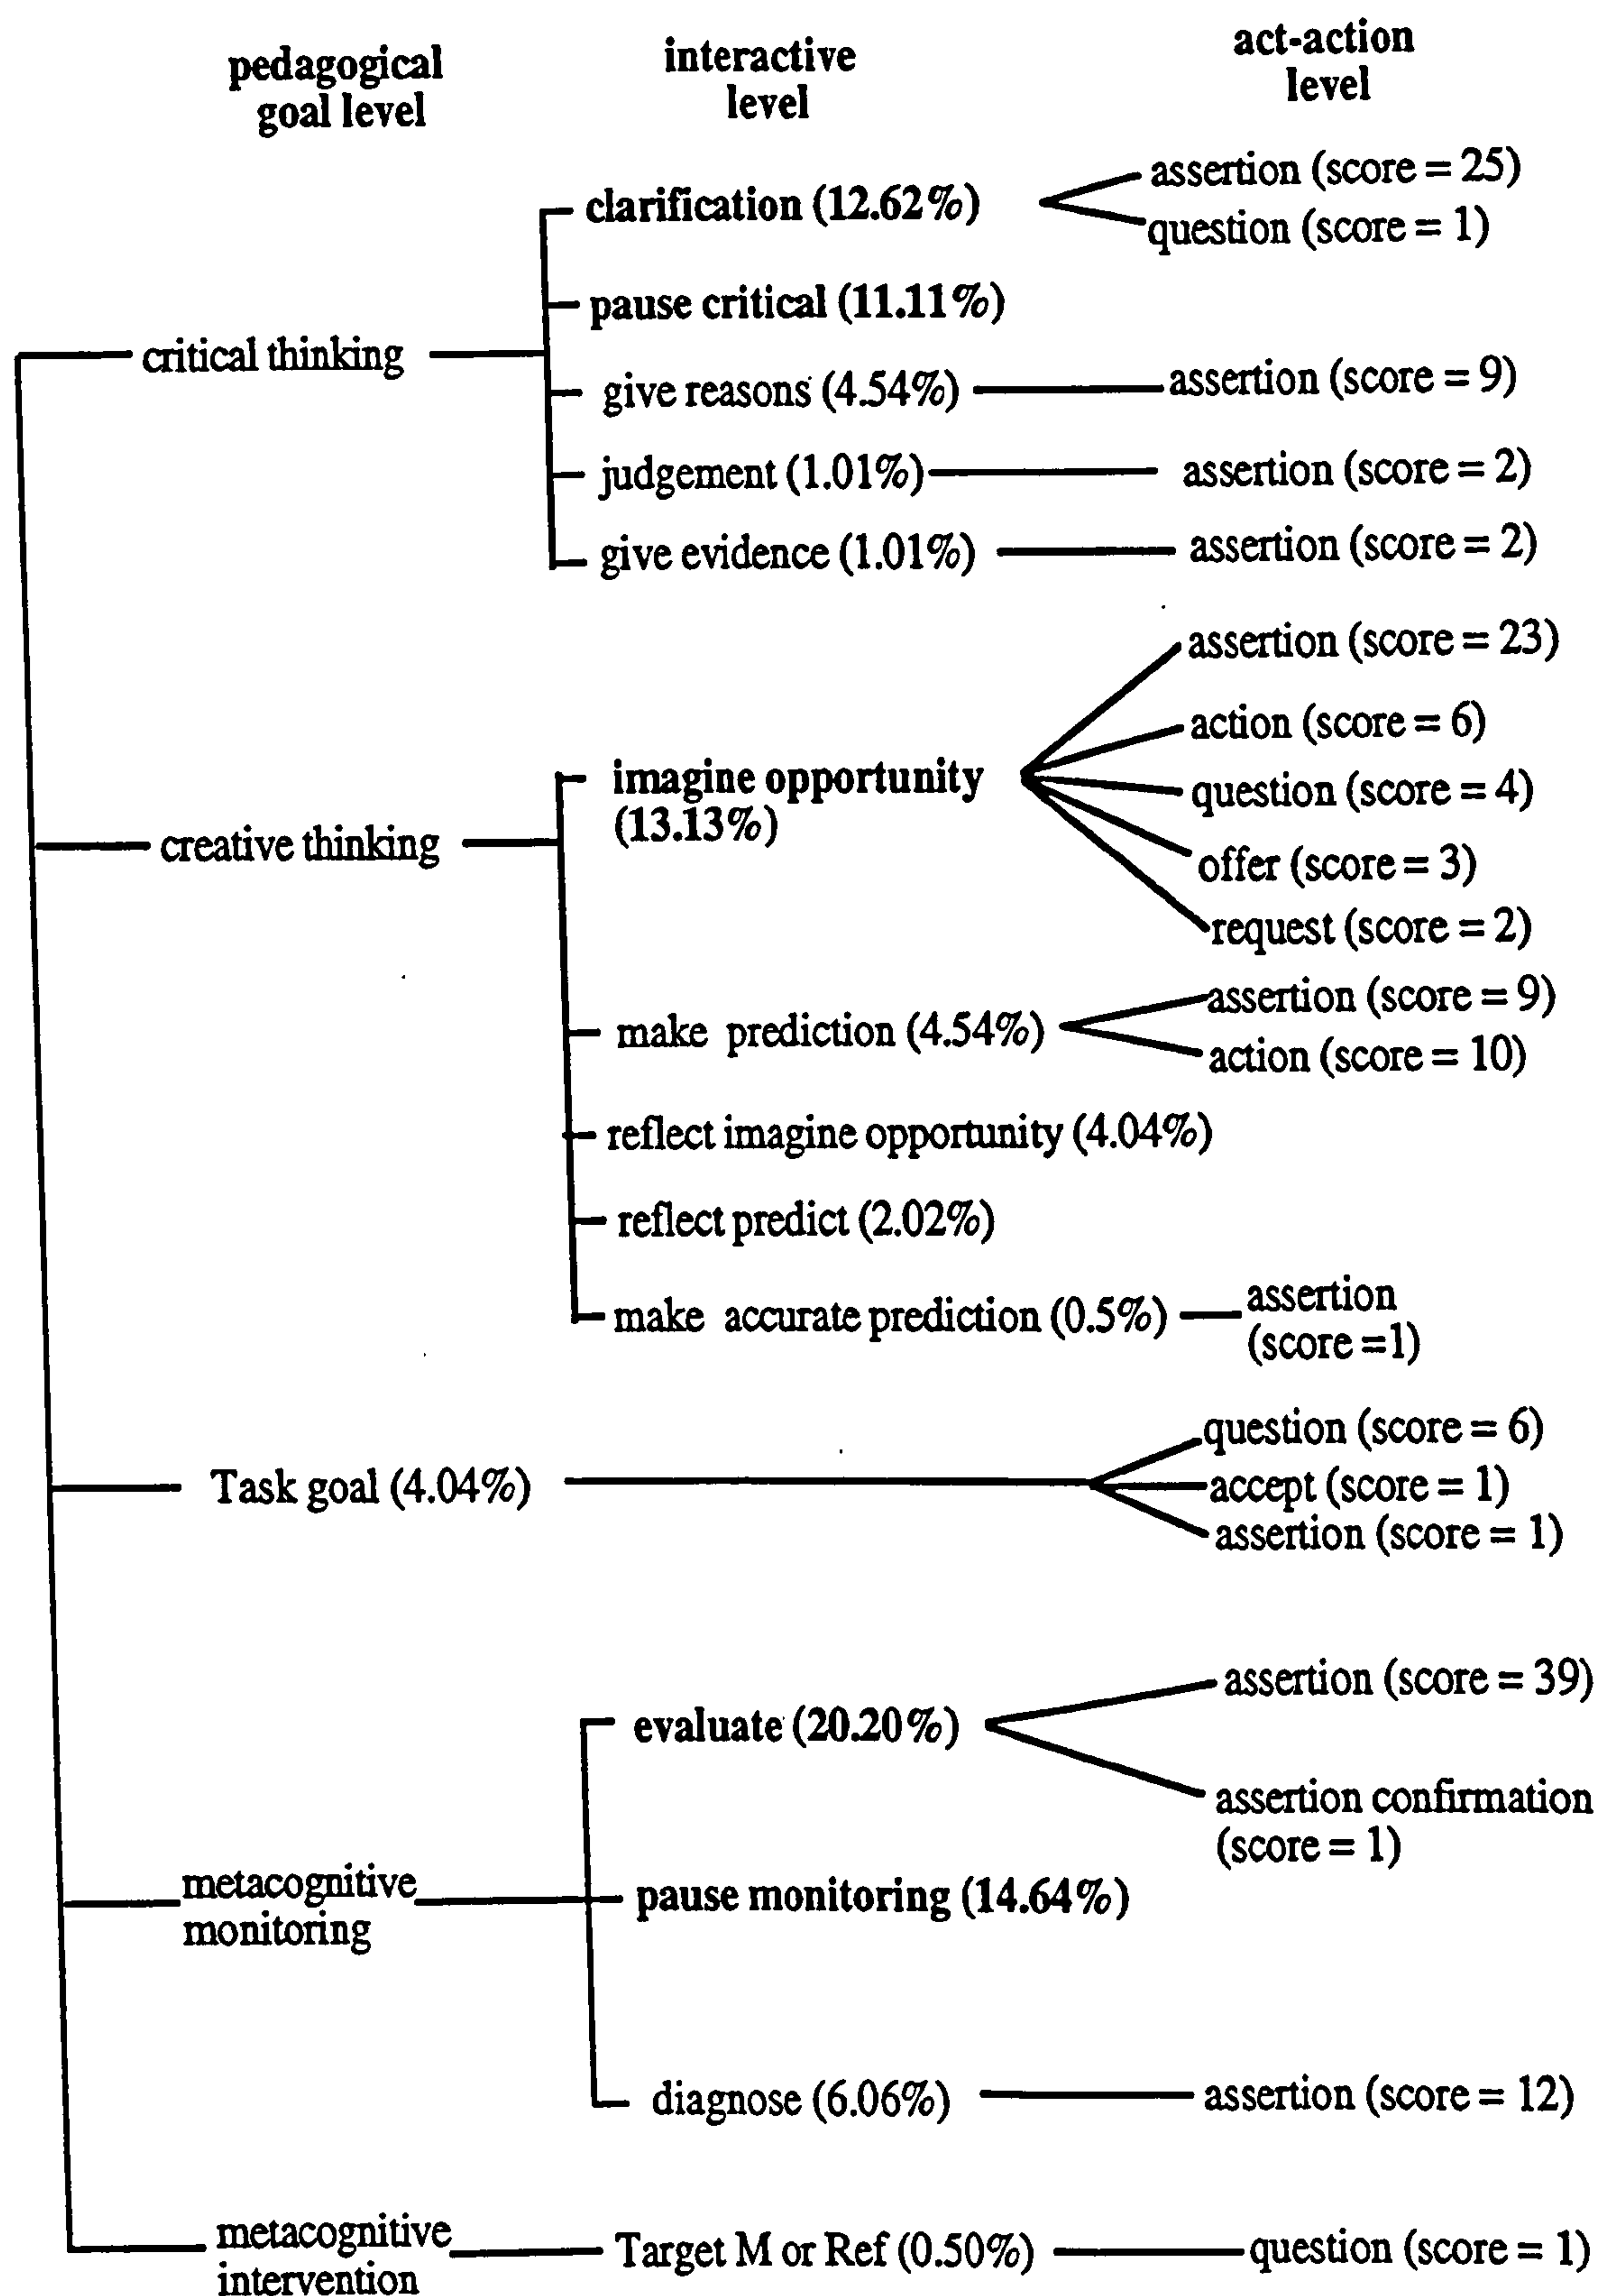 pedagogical
goal level
interactive
level
act-action
level
clarification (12.62%)
assertion (score = 25)
question (score = 1)
pause critical (11.11%)
critical thinking
give reasons (4.54%)
assertion (score = 9)
judgement (1.01%)
assertion (score = 2)
give evidence (1.01%)
assertion (score = 2)
assertion (score = 23)
action (score = 6)
imagine opportunity
(13.13%)
question (score = 4)
creative thinking
offer (score = 3)
request (score = 2)
make prediction (4.54%)
assertion (score = 9)
action (score = 10)
reflect imagine opportunity (4.04%)
reflect predict (2.02%)
make accurate prediction (0.5%)
assertion
(score =1)
Task goal (4.04%)
question (score = 6)
accept (score = 1)
assertion (score = 1)
evaluate (20.20%)
assertion (score = 39)
assertion confirmation
(score = 1)
metacognitive
monitoring
pause monitoring (14.64%)
diagnose (6.06%)
assertion (score = 12)
metacognitive
intervention
Target M or Ref (0.50%)
question (score = 1)